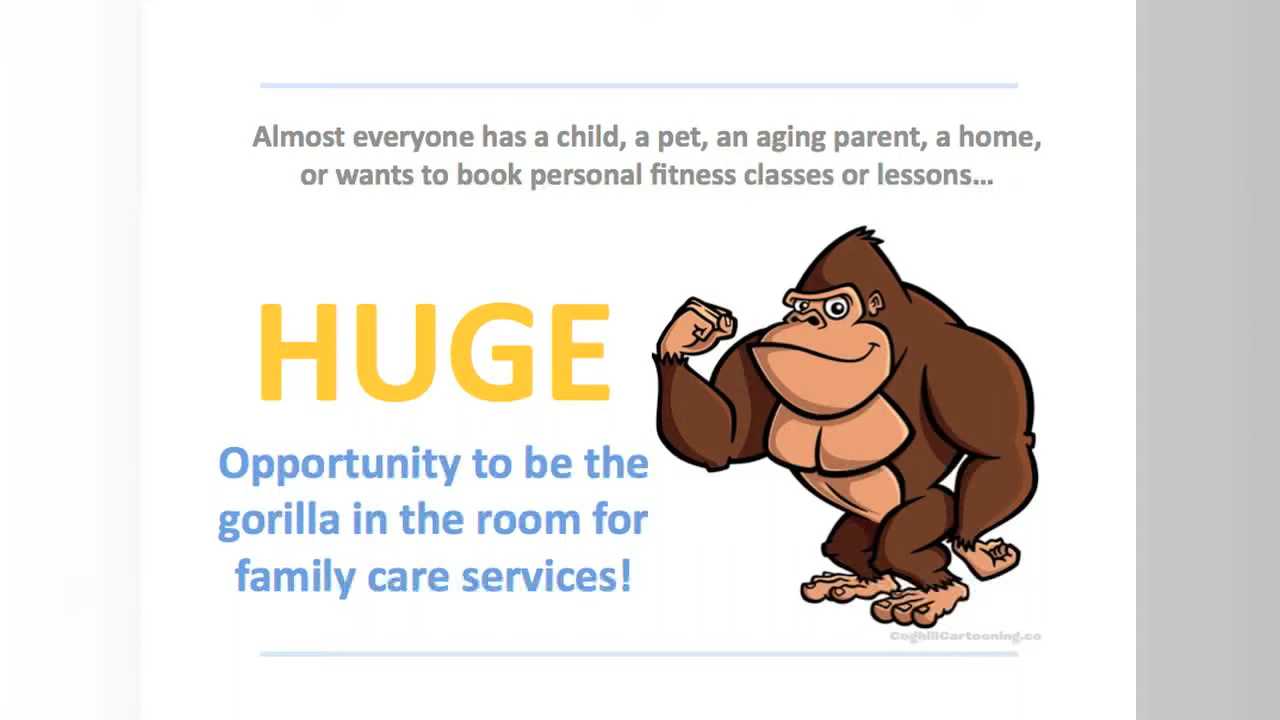 Almost everyone has a child, a pet, an aging parent, a home,
or wants to book personal fitness classes or lessons...
HUGE
Opportunity to be the
gorilla in the room for
family care services!
CoghillCartooning.co